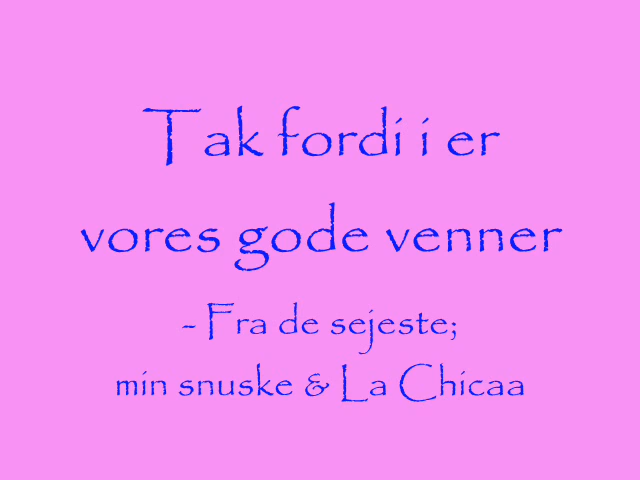 Tak fordi i er
vores gode venner
- Fra de sejeste;
min snuske & La Chicaa